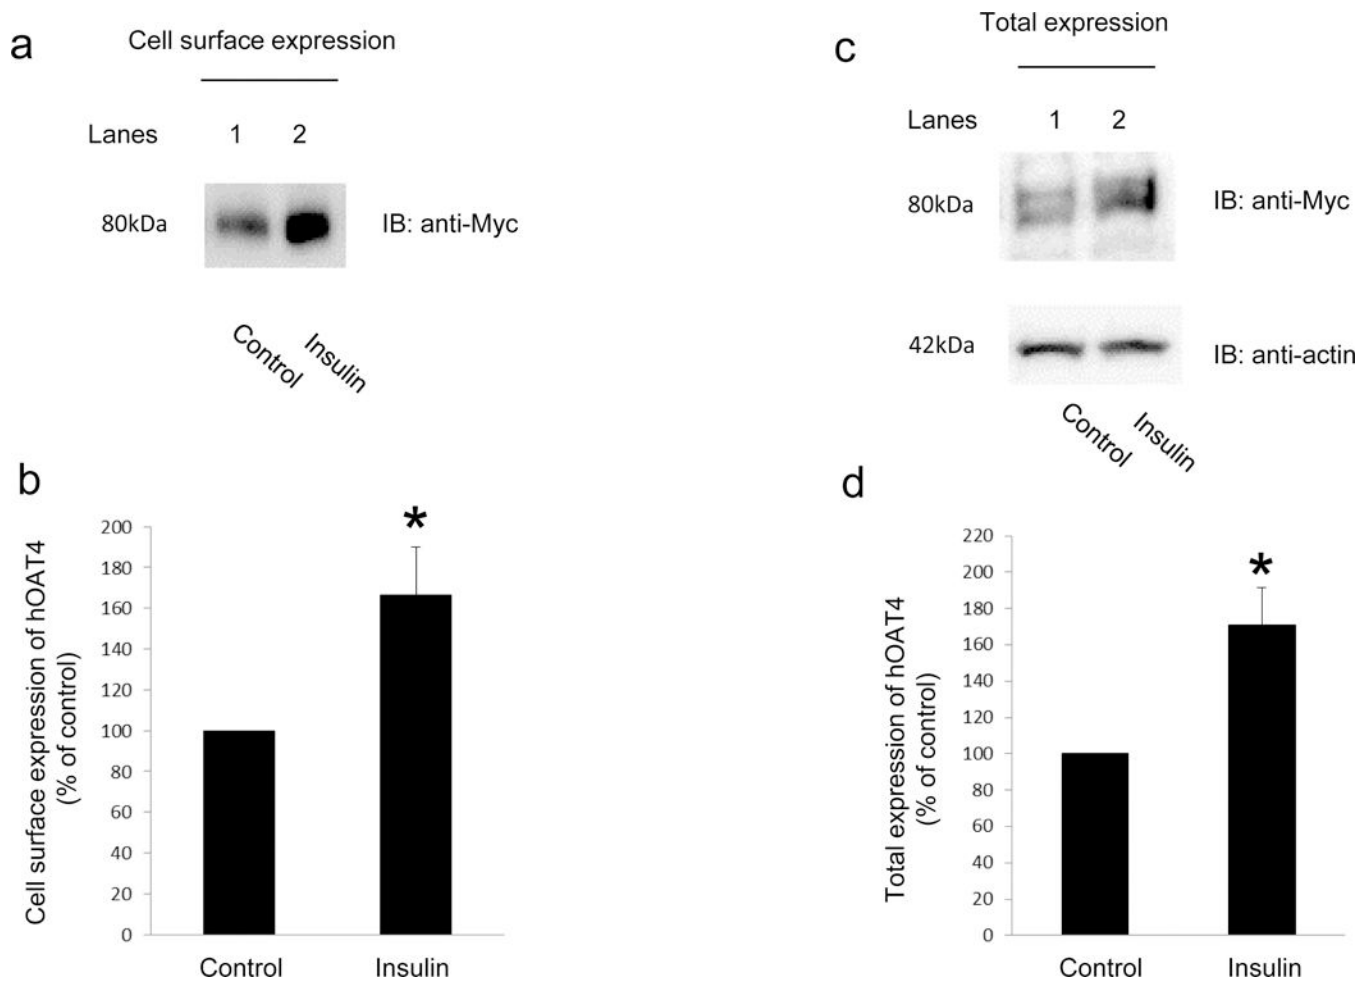 a
Cell surface expression
Lanes 1 2
80kDa
IB: anti-Myc
Control
Insulin
b
Cell surface expression of hOAT4
(% of control)
200
180
160
140
120
100
80
60
40
20
0
*
Control
Insulin
c
Total expression
Lanes 1 2
80kDa
IB: anti-Myc
42kDa
IB: anti-actin
Control
Insulin
d
Total expression of hOAT4
(% of control)
220
200
180
160
140
120
100
80
60
40
20
0
*
Control
Insulin